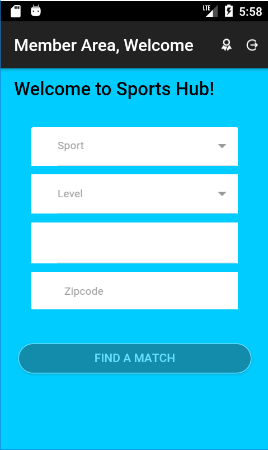 LTE 5:58
Member Area, Welcome
Welcome to Sports Hub!
Sport
Level
Zipcode
FIND A MATCH